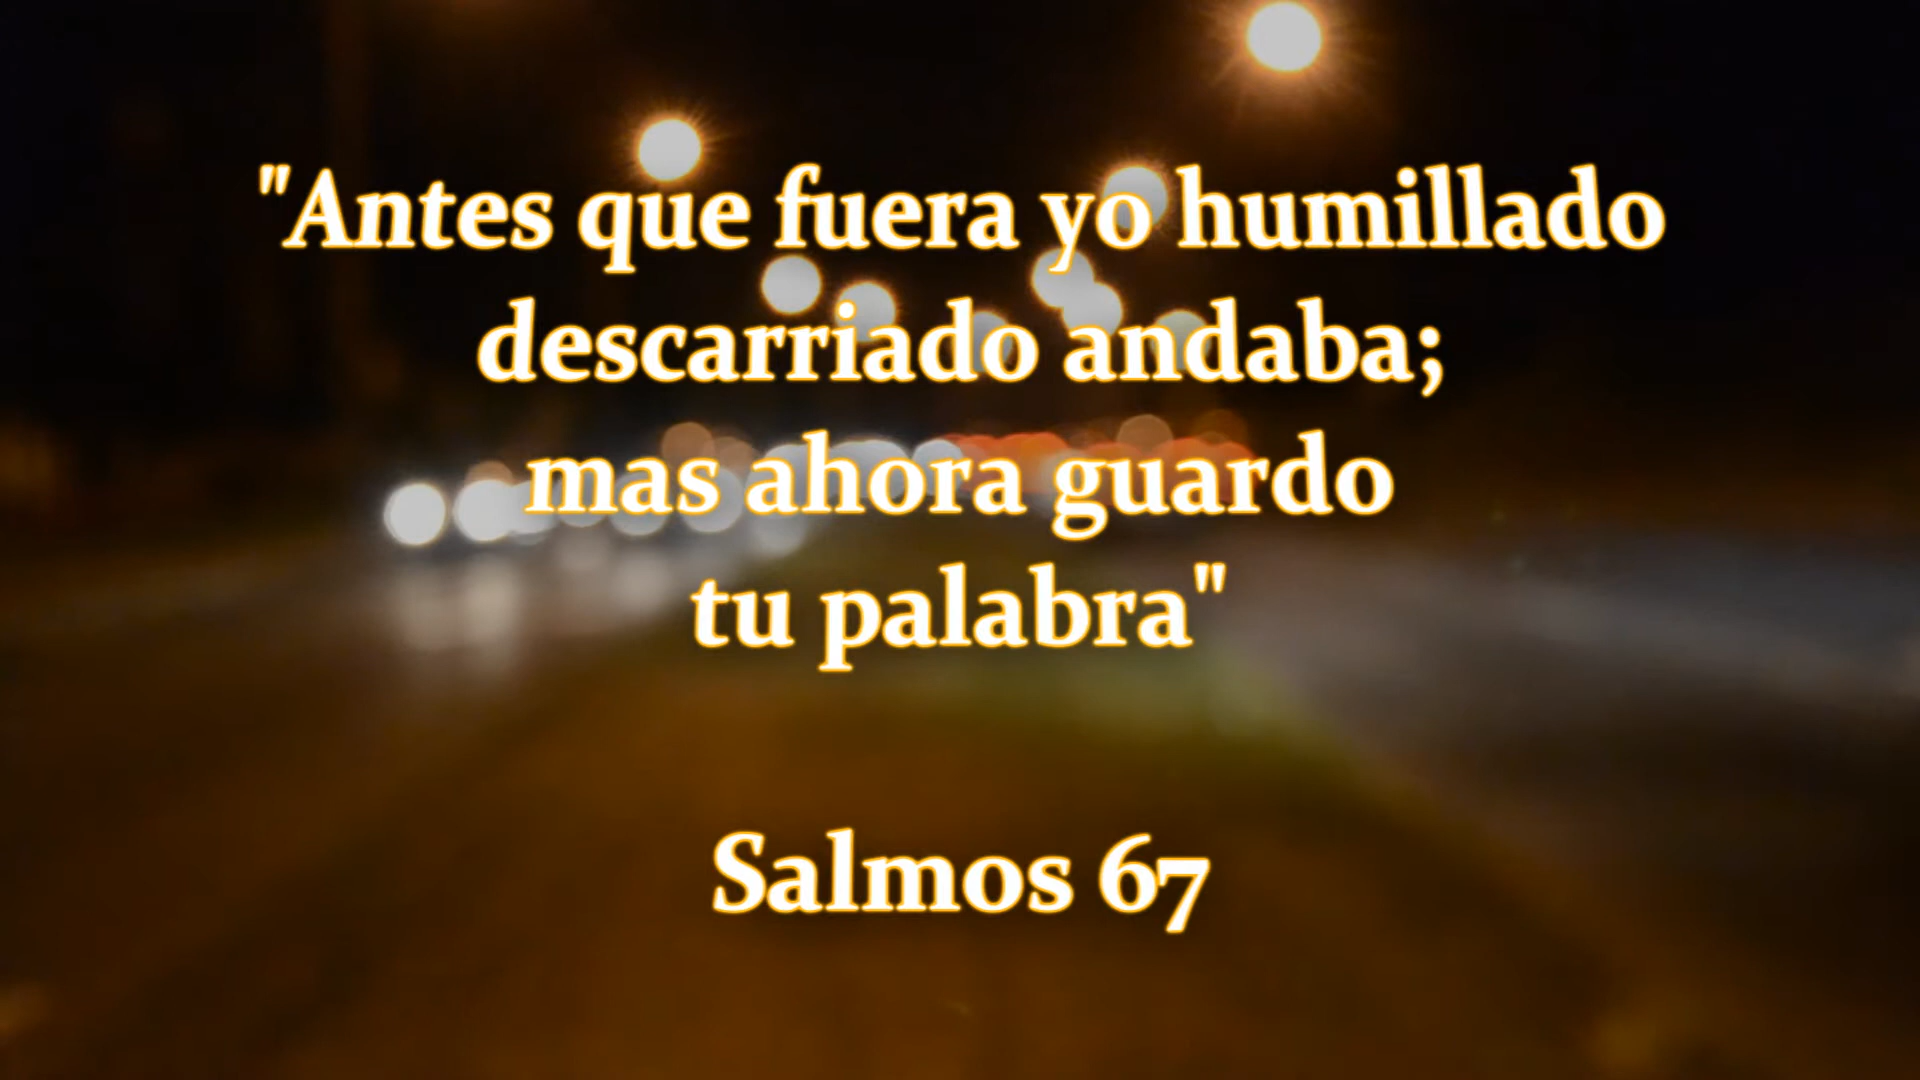 "Antes que fuera yo humillado
descarriado andaba;
mas ahora guardo
tu palabra"
Salmos 67